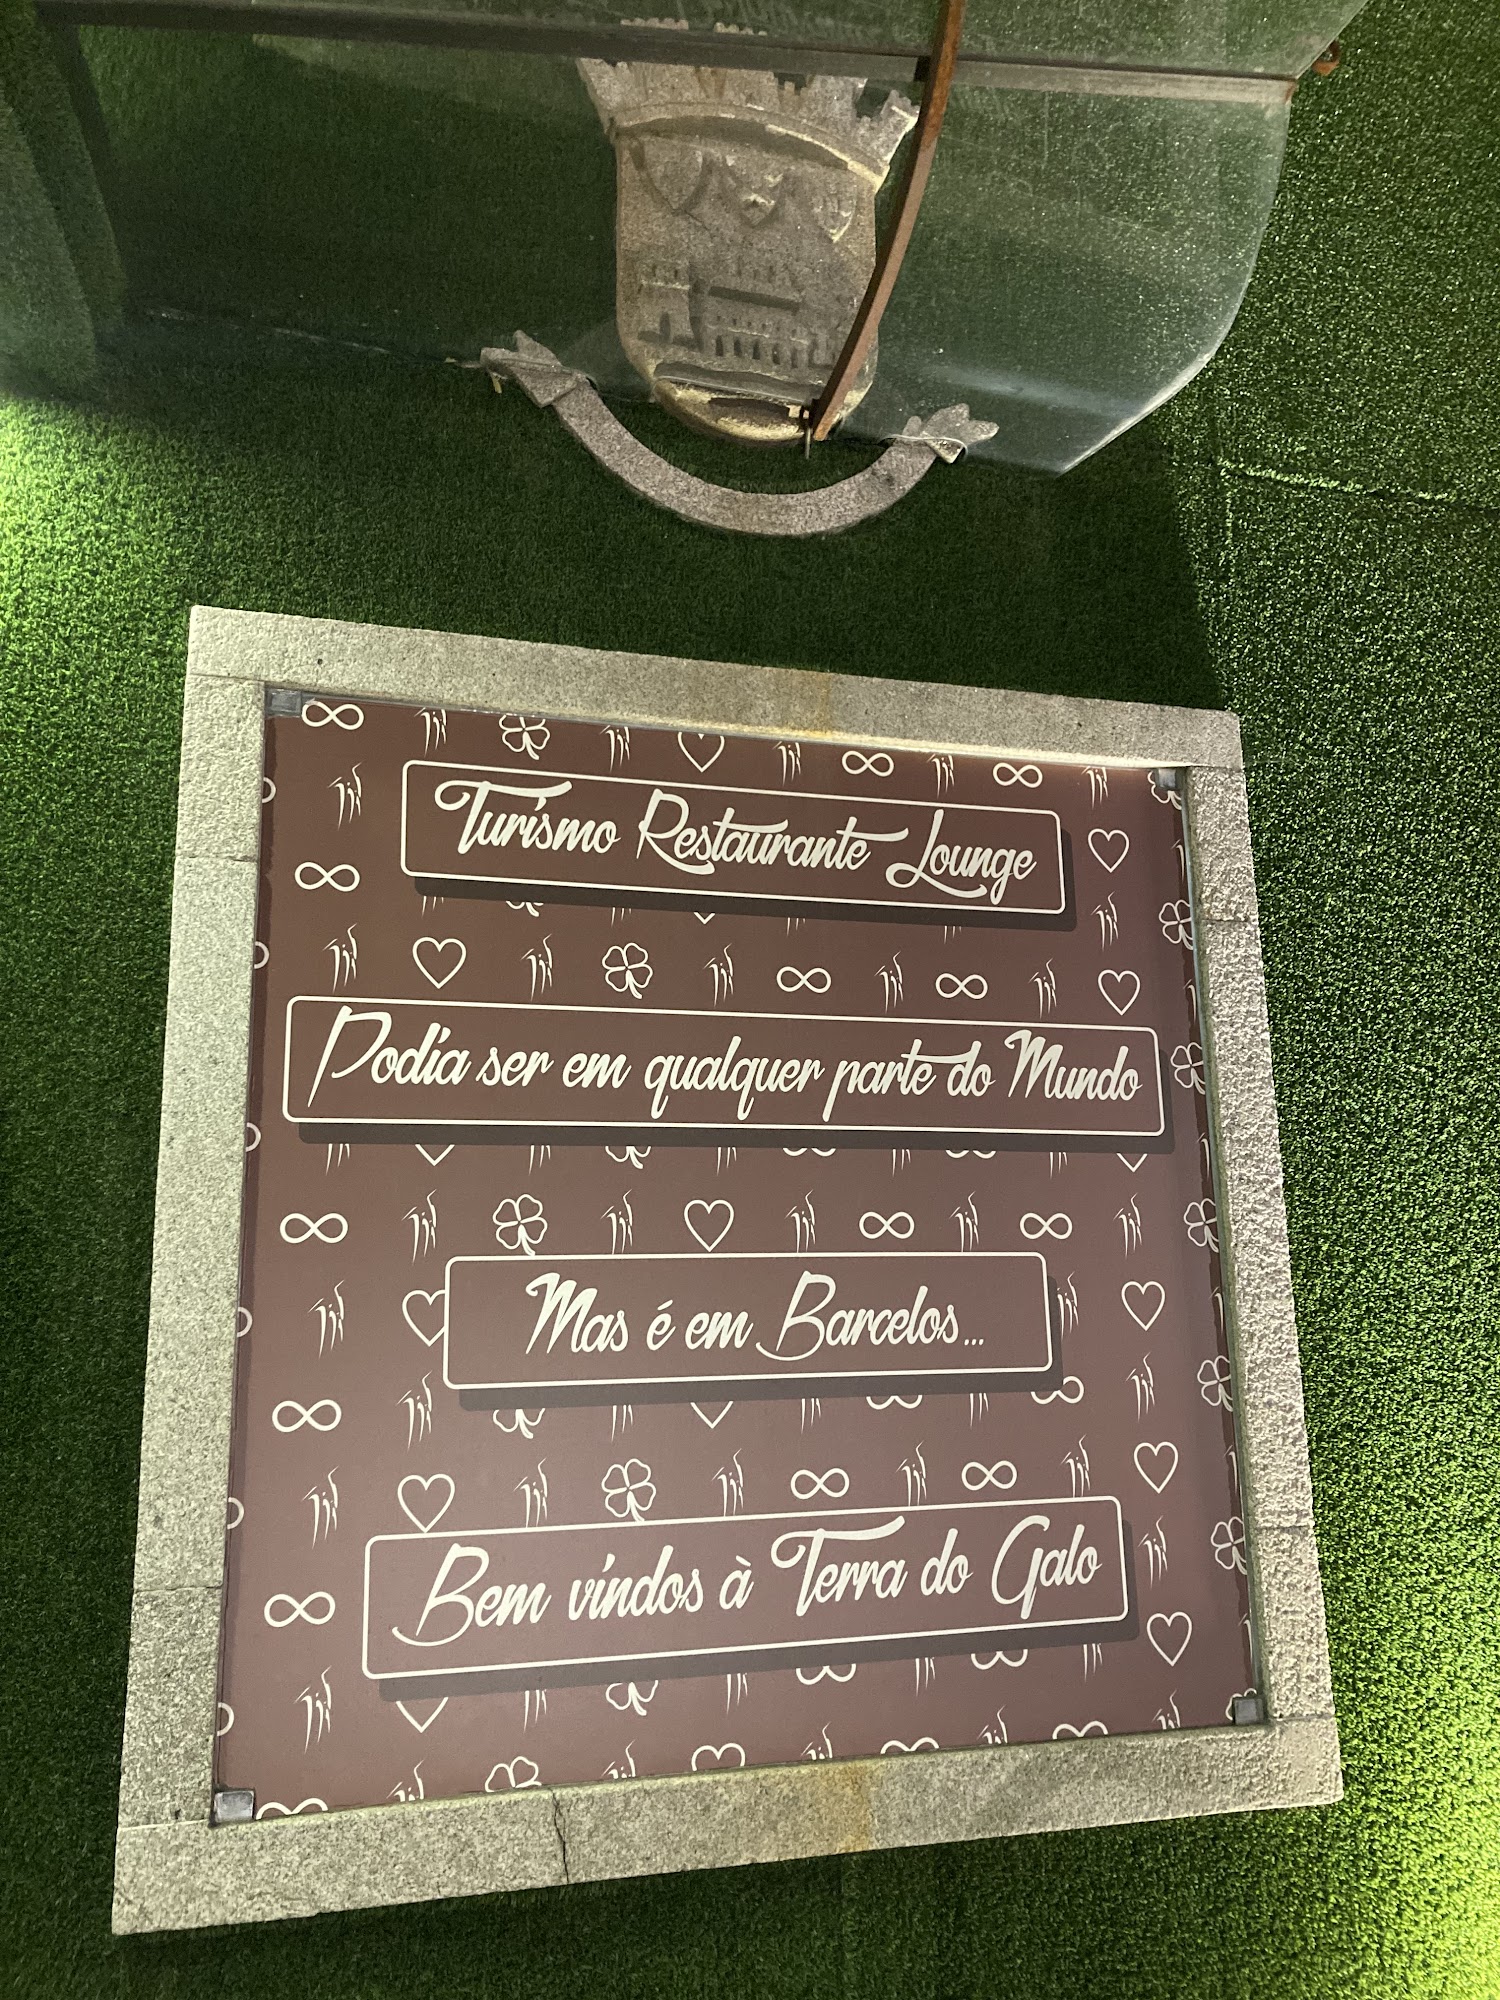 Turismo Restaurante Lounge
Podia ser em qualquer parte do Mundo
Mas é em Barcelos...
Bem vindos à Terra do Galo